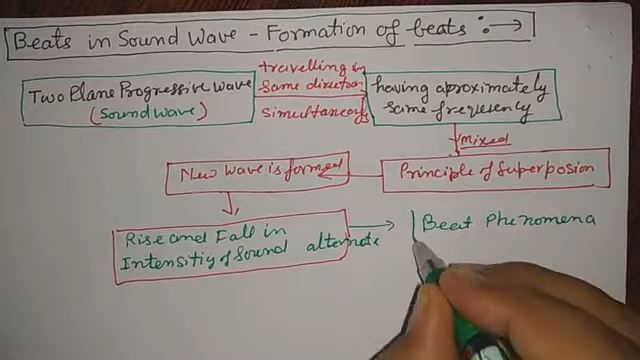 Beats in Sound Wave - Formation of beats :- →
Two Plane Progressive Wave
(Sound wave)
travelling in
same direction
simultaneously
having aproximately
same frequency
mixed
Principle of Superposion
New wave is formed
Rise and Fall in
Intensitiy of Sound alternate
Beat Phenomena